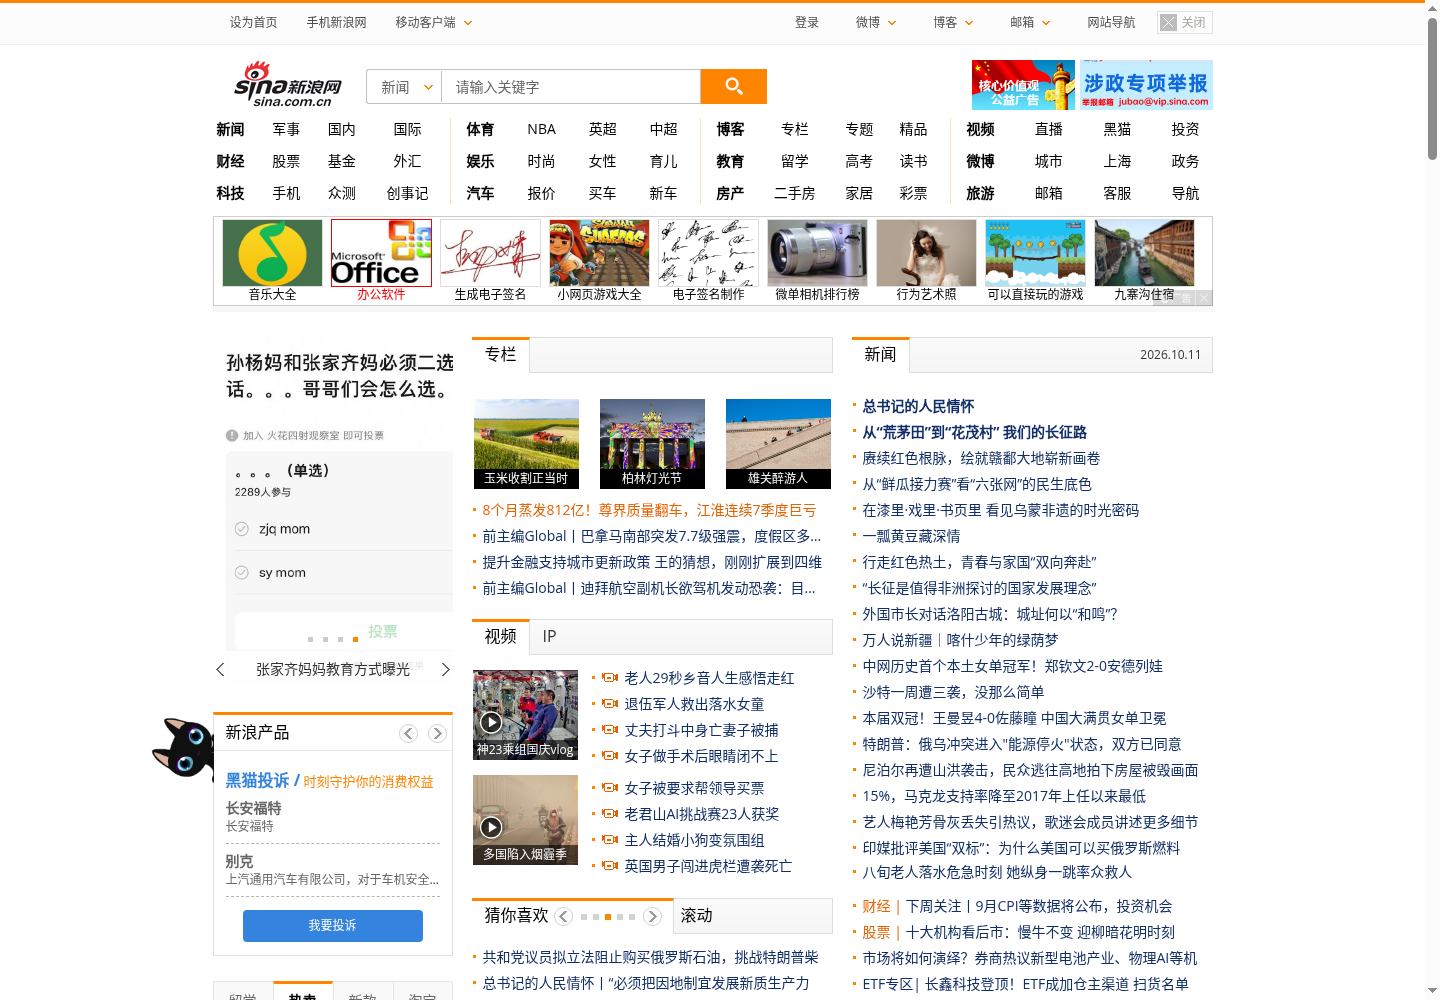 设为首页 手机新浪网 移动客户端 登录 微博 博客 邮箱 网站导航 关闭
sina新浪网
sina.com.cn
新闻 请输入关键字
核心价值观
公益广告
涉政专项举报
举报邮箱 jubao@vip.sina.com
新闻 军事 国内 国际 体育 NBA 英超 中超 博客 专栏 专题 精品 视频 直播 黑猫 投资
财经 股票 基金 外汇 娱乐 时尚 女性 育儿 教育 留学 高考 读书 微博 城市 上海 政务
科技 手机 众测 创事记 汽车 报价 买车 新车 房产 二手房 家居 彩票 旅游 邮箱 客服 导航
Microsoft
Office
音乐大全 办公软件 生成电子签名 小网页游戏大全 电子签名制作 微单相机排行榜 行为艺术照 可以直接玩的游戏 九寨沟住宿
广告
孙杨妈和张家齐妈必须二选
话。。。哥哥们会怎么选。
加入 火花四射观察室 即可投票
。。。（单选）
2289人参与
zjq mom
sy mom
投票
张家齐妈妈教育方式曝光
新浪产品
黑猫投诉 / 时刻守护你的消费权益
长安福特
长安福特
别克
上汽通用汽车有限公司，对于车机安全...
我要投诉
留学 热卖 新款 淘宝
专栏
玉米收割正当时 柏林灯光节 雄关醉游人
8个月蒸发812亿！尊界质量翻车，江淮连续7季度巨亏
前主编Global丨巴拿马南部突发7.7级强震，度假区多...
提升金融支持城市更新政策 王的猜想，刚刚扩展到四维
前主编Global丨迪拜航空副机长欲驾机发动恐袭：目...
视频 IP
神23乘组国庆vlog
老人29秒乡音人生感悟走红
退伍军人救出落水女童
丈夫打斗中身亡妻子被捕
女子做手术后眼睛闭不上
多国陷入烟霾季
女子被要求帮领导买票
老君山AI挑战赛23人获奖
主人结婚小狗变氛围组
英国男子闯进虎栏遭袭死亡
猜你喜欢 滚动
共和党议员拟立法阻止购买俄罗斯石油，挑战特朗普柴
总书记的人民情怀丨“必须把因地制宜发展新质生产力
新闻 2026.10.11
总书记的人民情怀
从“荒茅田”到“花茂村” 我们的长征路
赓续红色根脉，绘就赣鄱大地崭新画卷
从“鲜瓜接力赛”看“六张网”的民生底色
在漆里·戏里·书页里 看见乌蒙非遗的时光密码
一瓢黄豆藏深情
行走红色热土，青春与家国“双向奔赴”
“长征是值得非洲探讨的国家发展理念”
外国市长对话洛阳古城：城址何以“和鸣”？
万人说新疆｜喀什少年的绿荫梦
中网历史首个本土女单冠军！郑钦文2-0安德列娃
沙特一周遭三袭，没那么简单
本届双冠！王曼昱4-0佐藤瞳 中国大满贯女单卫冕
特朗普：俄乌冲突进入"能源停火"状态，双方已同意
尼泊尔再遭山洪袭击，民众逃往高地拍下房屋被毁画面
15%，马克龙支持率降至2017年上任以来最低
艺人梅艳芳骨灰丢失引热议，歌迷会成员讲述更多细节
印媒批评美国“双标”：为什么美国可以买俄罗斯燃料
八旬老人落水危急时刻 她纵身一跳率众救人
财经 | 下周关注丨9月CPI等数据将公布，投资机会
股票 | 十大机构看后市：慢牛不变 迎柳暗花明时刻
市场将如何演绎？券商热议新型电池产业、物理AI等机
ETF专区| 长鑫科技登顶！ETF成加仓主渠道 扫货名单